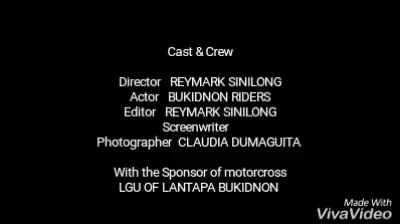 Cast & Crew
Director REYMARK SINILONG
Actor BUKIDNON RIDERS
Editor REYMARK SINILONG
Screenwriter
Photographer CLAUDIA DUMAGUITA
With the Sponsor of motorcross
LGU OF LANTAPA BUKIDNON
Made With
VivaVideo